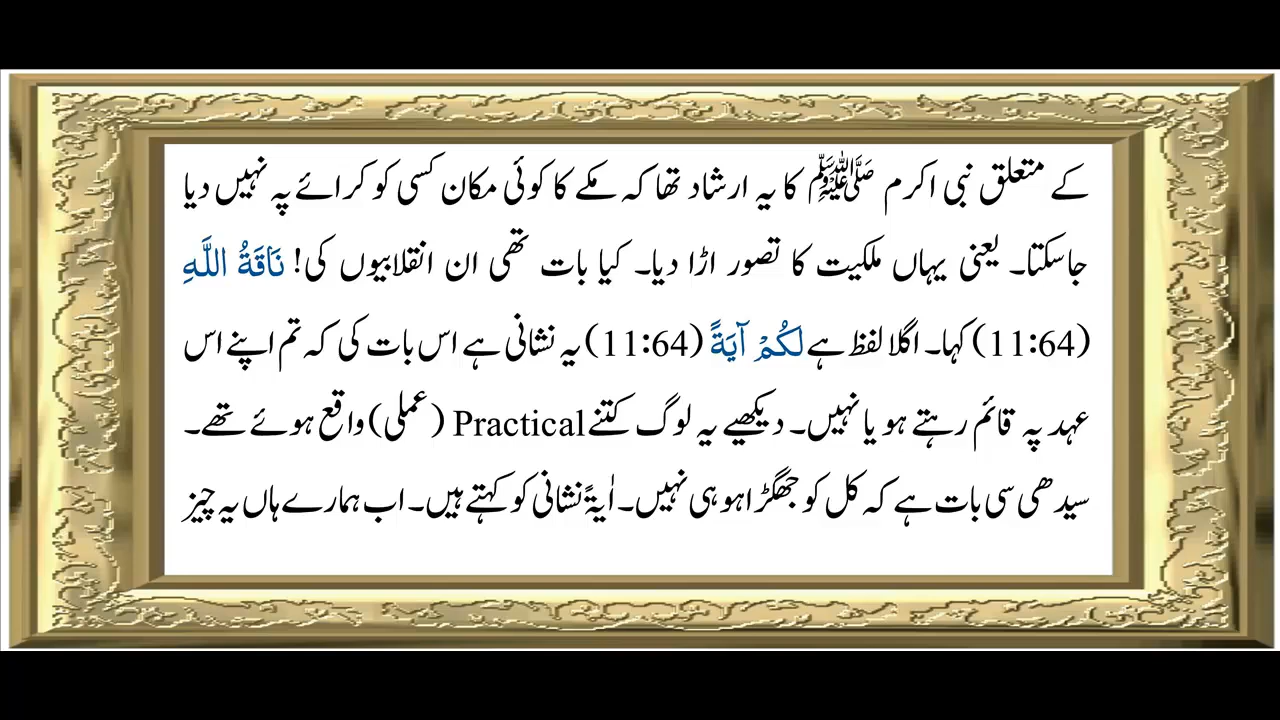 کے متعلق نبی اکرم ﷺ کا یہ ارشاد تھا کہ مکے کا کوئی مکان کسی کو کرائے پہ نہیں دیا
جاسکتا۔ یعنی یہاں ملکیت کا تصور اڑا دیا۔ کیا بات تھی ان انقلابیوں کی! نَاقَةُ اللَّهِ
(11:64) کہا۔ اگلا لفظ ہے لَكُمْ آيَةً (11:64) یہ نشانی ہے اس بات کی کہ تم اپنے اس
عہد پہ قائم رہتے ہو یا نہیں۔ دیکھیے یہ لوگ کتنے Practical (عملی) واقع ہوئے تھے۔
سیدھی سی بات ہے کہ کل کو جھگڑا ہو ہی نہیں۔ اٰیۃً نشانی کو کہتے ہیں۔ اب ہمارے ہاں یہ چیز